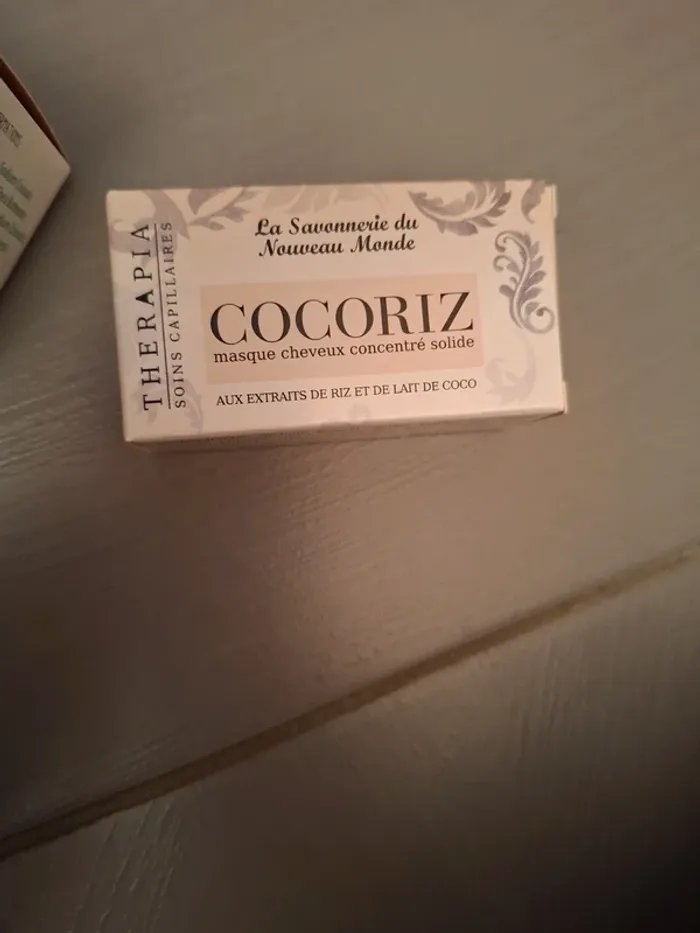 THERAPIA
SOINS CAPILLAIRES
La Savonnerie du
Nouveau Monde
COCORIZ
masque cheveux concentré solide
AUX EXTRAITS DE RIZ ET DE LAIT DE COCO